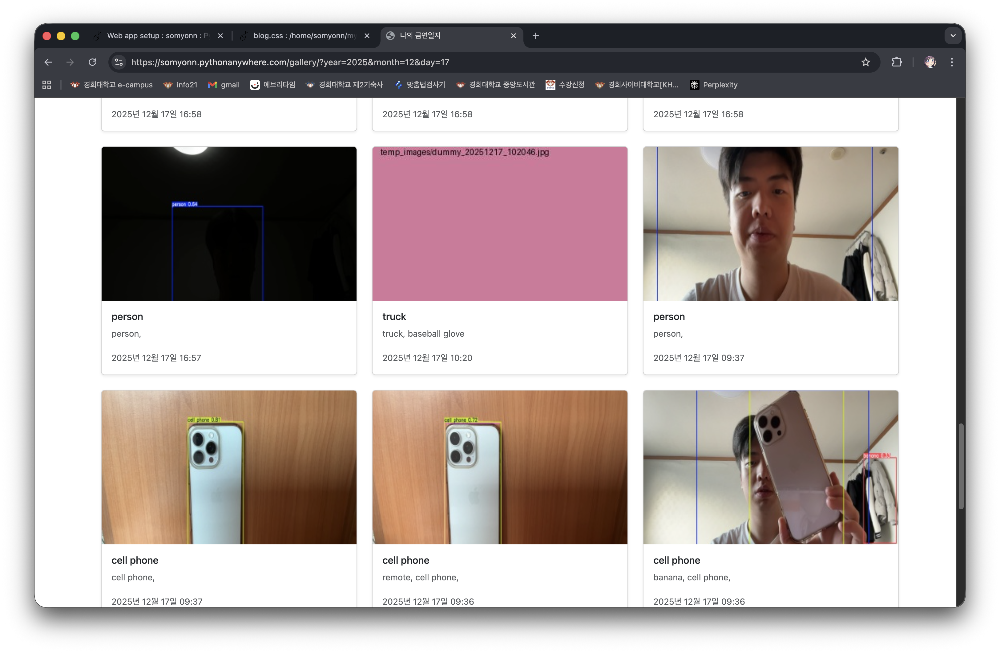 Web app setup : somyonn : Py
blog.css : /home/somyonn/my
나의 금연일지
https://somyonn.pythonanywhere.com/gallery/?year=2025&month=12&day=17
경희대학교 e-campus
info21
gmail
에브리타임
경희대학교 제2기숙사
맞춤법검사기
경희대학교 중앙도서관
수강신청
경희사이버대학교[KH...
Perplexity
2025년 12월 17일 16:58
2025년 12월 17일 16:58
2025년 12월 17일 16:58
person 0.64
temp_images/dummy_20251217_102046.jpg
person
person,
2025년 12월 17일 16:57
truck
truck, baseball glove
2025년 12월 17일 10:20
person
person,
2025년 12월 17일 09:37
cell phone 0.81
cell phone 0.72
banana 0.33
cell phone
cell phone,
2025년 12월 17일 09:37
cell phone
remote, cell phone,
2025년 12월 17일 09:36
cell phone
banana, cell phone,
2025년 12월 17일 09:36